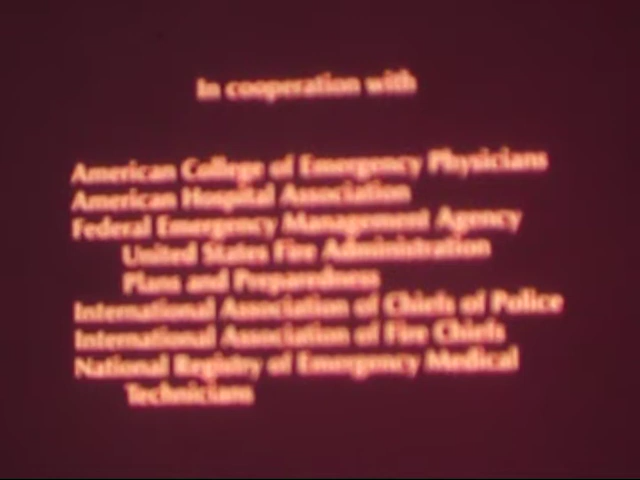 In cooperation with
American College of Emergency Physicians
American Hospital Association
Federal Emergency Management Agency
United States Fire Administration
Plans and Preparedness
International Association of Chiefs of Police
International Association of Fire Chiefs
National Registry of Emergency Medical
Technicians